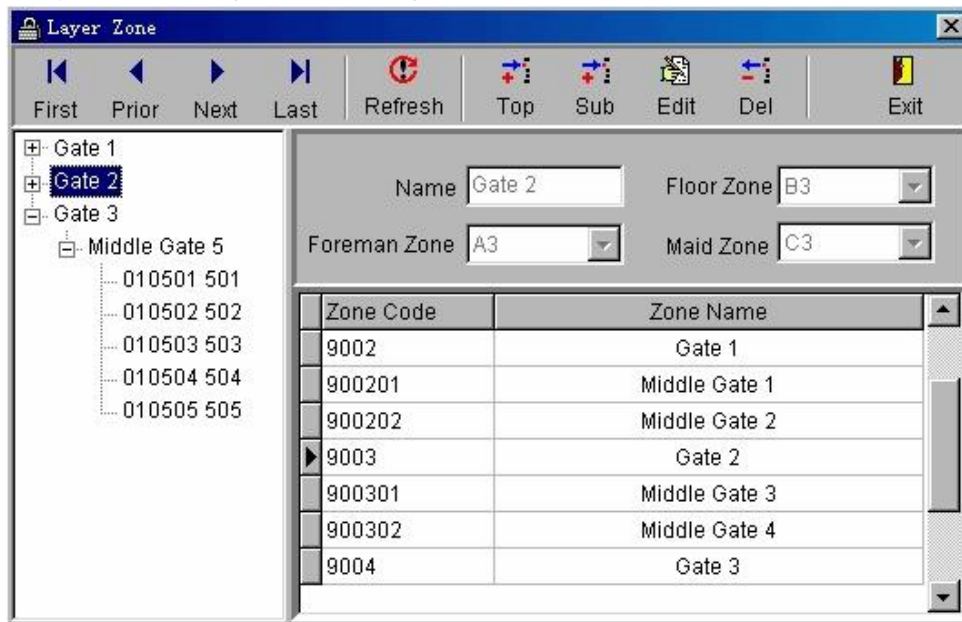 Layer Zone
First Prior Next Last Refresh Top Sub Edit Del Exit
Gate 1
Gate 2
Gate 3
Middle Gate 5
010501 501
010502 502
010503 503
010504 504
010505 505
Name Gate 2 Floor Zone B3
Foreman Zone A3 Maid Zone C3
Zone Code Zone Name
9002 Gate 1
900201 Middle Gate 1
900202 Middle Gate 2
9003 Gate 2
900301 Middle Gate 3
900302 Middle Gate 4
9004 Gate 3